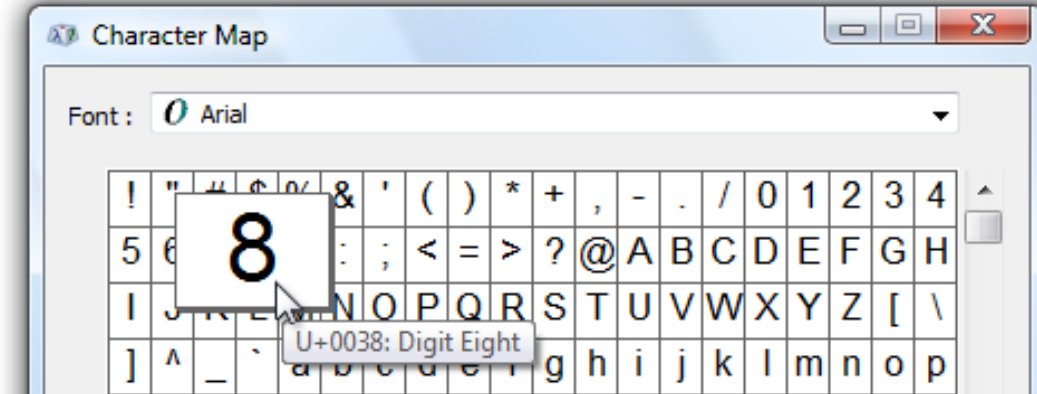 Character Map
Font : O Arial
! " # $ % & ' ( ) * + , - . / 0 1 2 3 4
5 6 8 : ; < = > ? @ A B C D E F G H
I J K L M N O P Q R S T U V W X Y Z [ \
U+0038: Digit Eight
] ^ _ ` a b c d e f g h i j k l m n o p